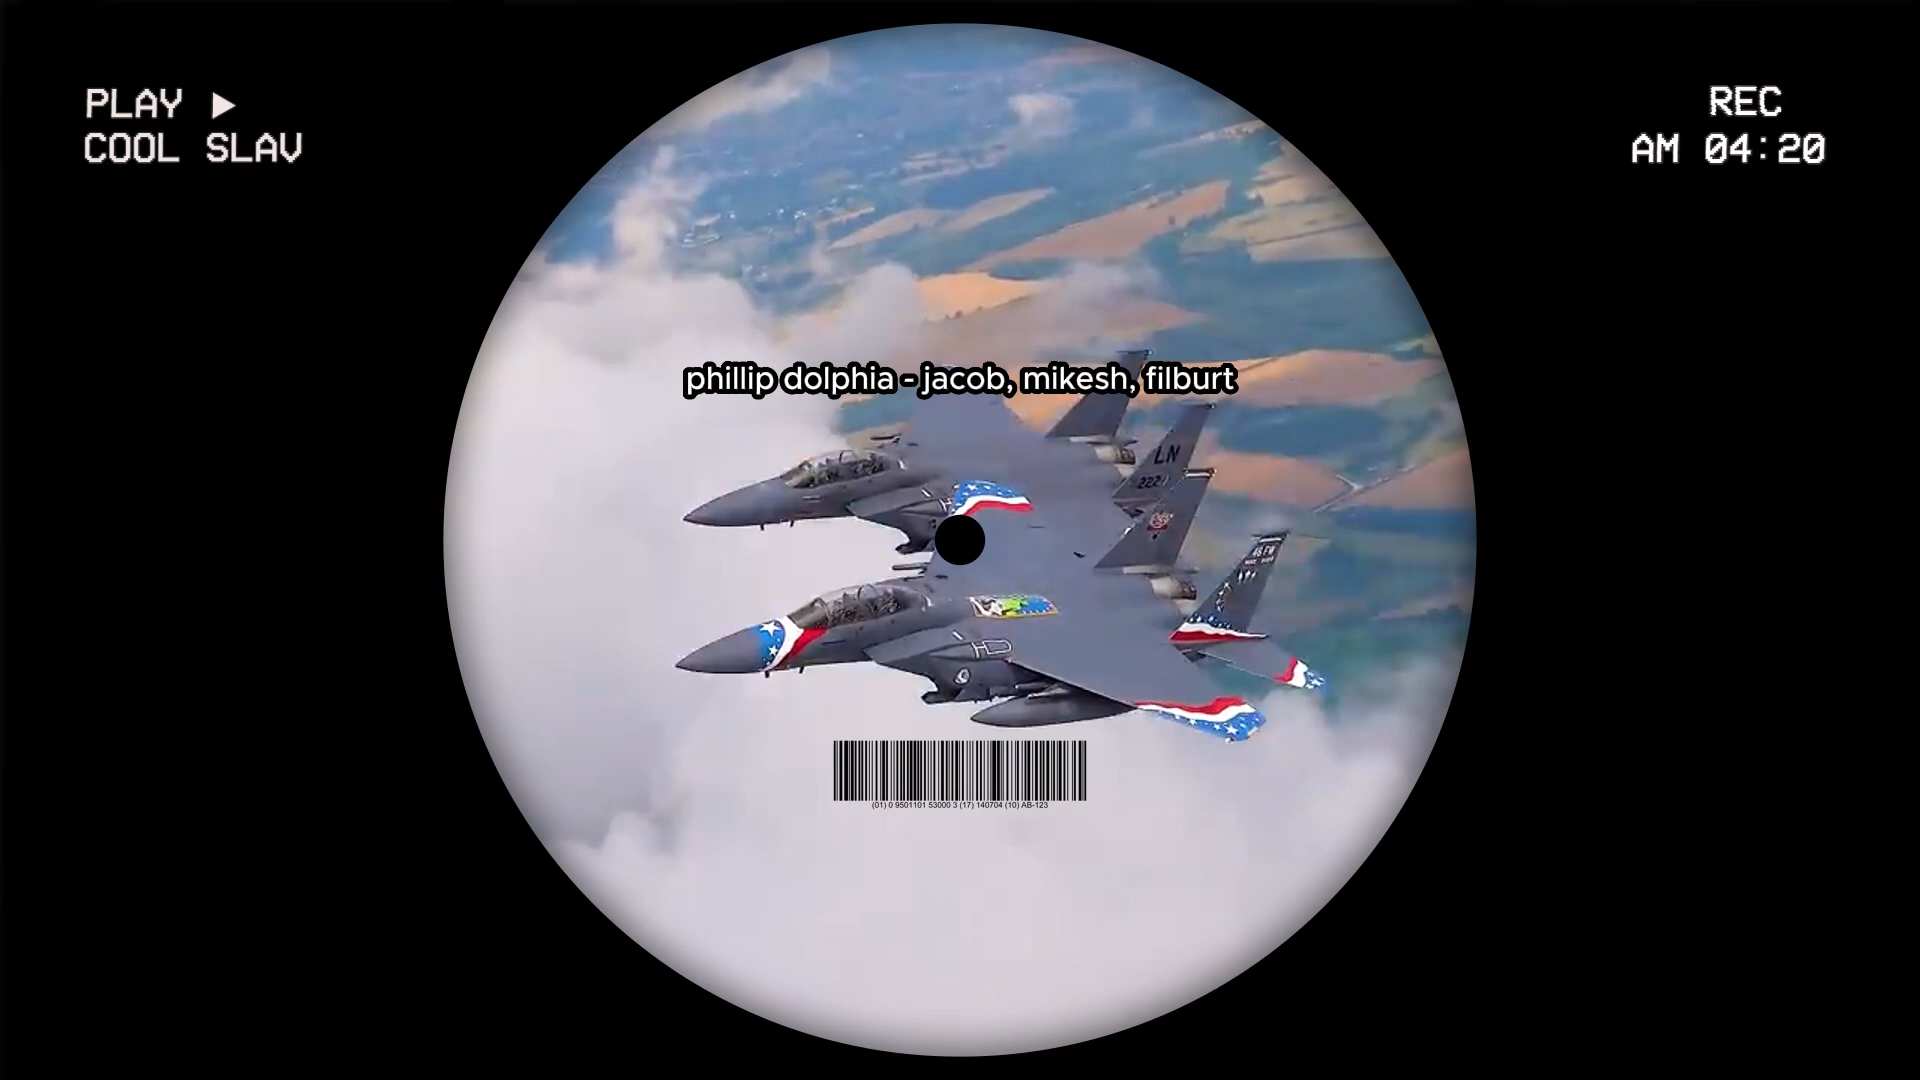 PLAY ▶
REC
COOL SLAV
AM 04:20
phillip dolphia - jacob, mikesh, filburt
LN
(01) 0 9501101 53000 3 (17) 140704 (10) AB-123